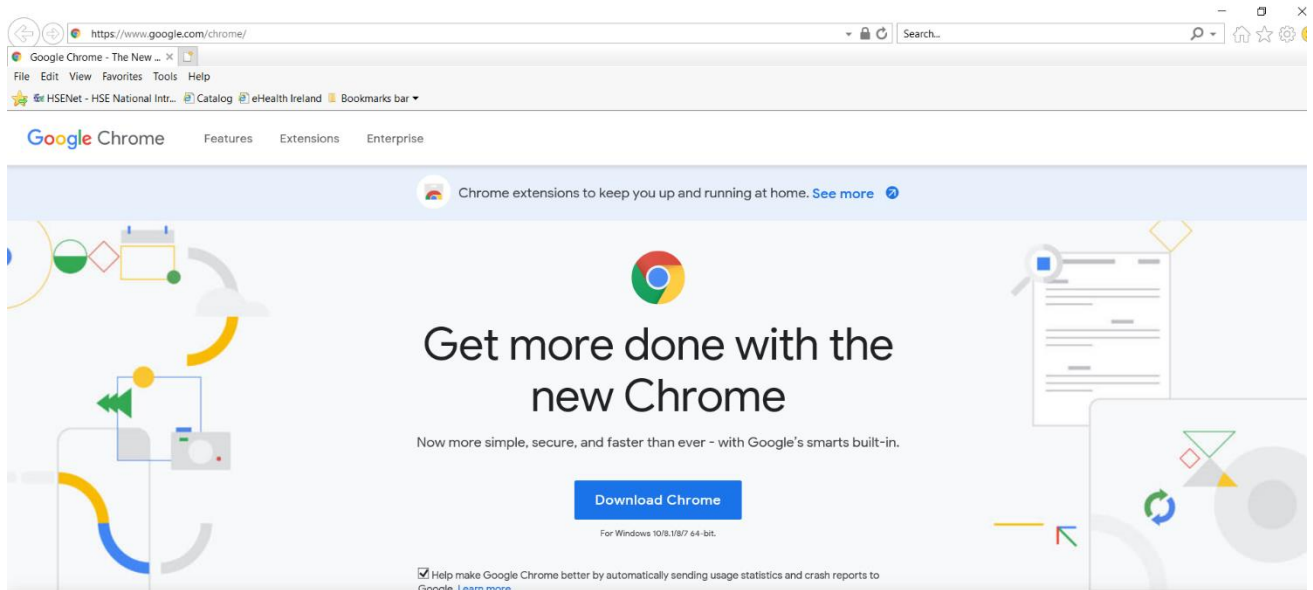 https://www.google.com/chrome/ Search...
Google Chrome - The New ...
File Edit View Favorites Tools Help
HSENet - HSE National Intr... Catalog eHealth Ireland Bookmarks bar
Google Chrome Features Extensions Enterprise
Chrome extensions to keep you up and running at home. See more
Get more done with the
new Chrome
Now more simple, secure, and faster than ever - with Google's smarts built-in.
Download Chrome
For Windows 10/8.1/8/7 64-bit.
Help make Google Chrome better by automatically sending usage statistics and crash reports to
Google. Learn more